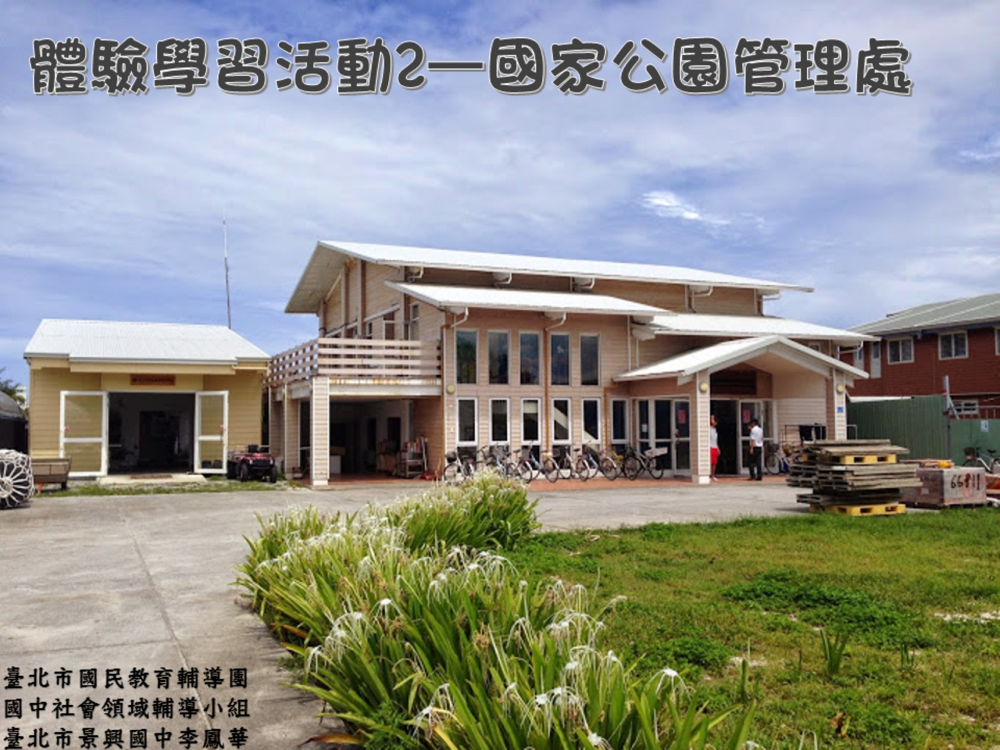 體驗學習活動2—國家公園管理處
66811
臺北市國民教育輔導團
國中社會領域輔導小組
臺北市景興國中李鳳華